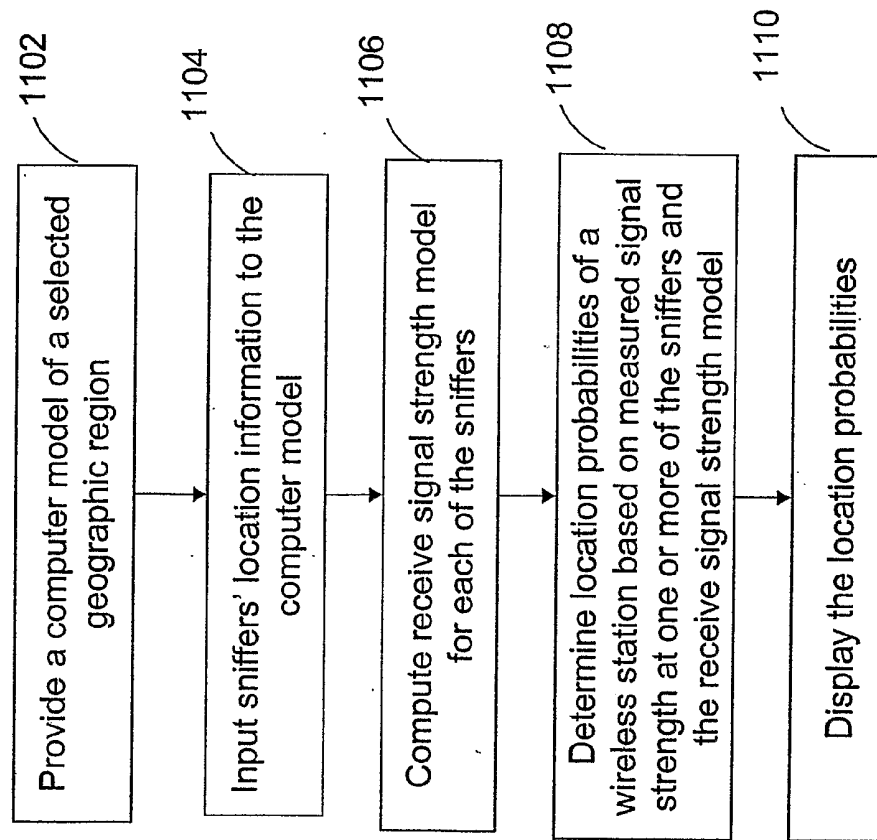 1102
Provide a computer model of a selected
geographic region
1104
Input sniffers' location information to the
computer model
1106
Compute receive signal strength model
for each of the sniffers
1108
Determine location probabilities of a
wireless station based on measured signal
strength at one or more of the sniffers and
the receive signal strength model
1110
Display the location probabilities